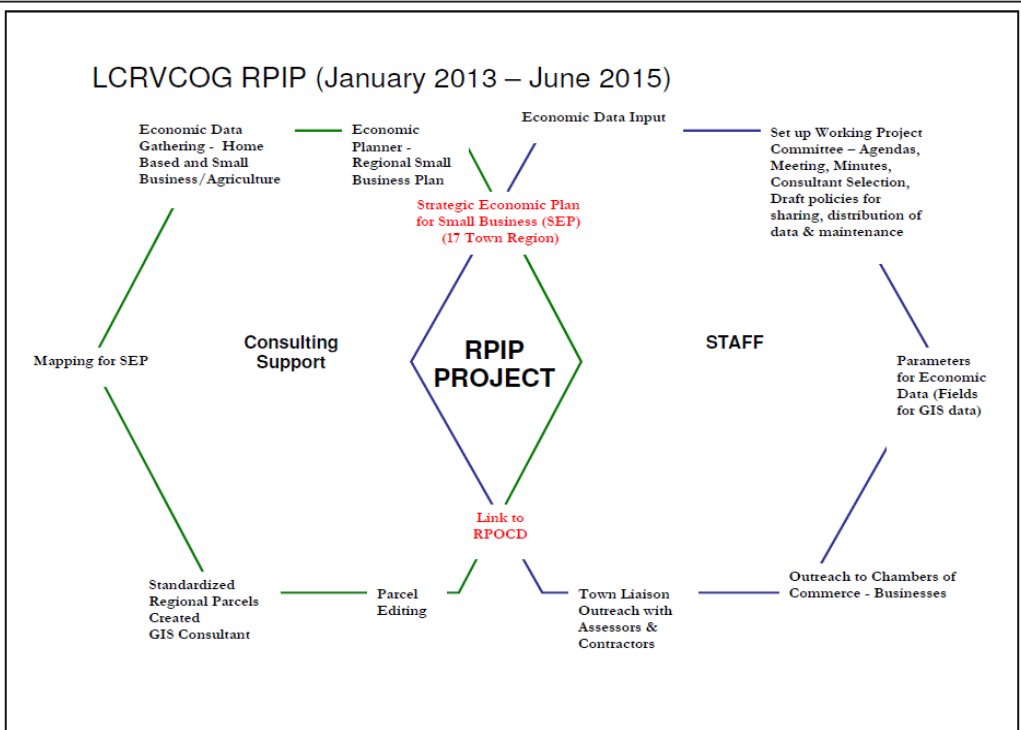 LCRVCOG RPIP (January 2013 – June 2015)
Economic Data
Gathering - Home
Based and Small
Business/Agriculture
Economic
Planner -
Regional Small
Business Plan
Economic Data Input
Set up Working Project
Committee – Agendas,
Meeting, Minutes,
Consultant Selection,
Draft policies for
sharing, distribution of
data & maintenance
Strategic Economic Plan
for Small Business (SEP)
(17 Town Region)
Mapping for SEP
Consulting
Support
RPIP
PROJECT
STAFF
Parameters
for Economic
Data (Fields
for GIS data)
Link to
RPOCD
Standardized
Regional Parcels
Created
GIS Consultant
Parcel
Editing
Town Liaison
Outreach with
Assessors &
Contractors
Outreach to Chambers of
Commerce - Businesses